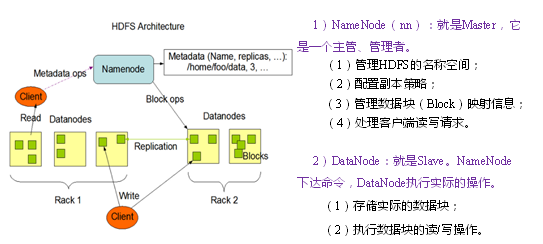 HDFS Architecture
Metadata (Name, replicas, ...):
/home/foo/data, 3, ...
Namenode
Metadata ops
Client
Block ops
Read
Datanodes
Datanodes
Replication
Blocks
Rack 1
Write
Rack 2
Client
1）NameNode（nn）：就是Master，它
是一个主管、管理者。
（1）管理HDFS的名称空间；
（2）配置副本策略；
（3）管理数据块（Block）映射信息；
（4）处理客户端读写请求。
2）DataNode：就是Slave。NameNode
下达命令，DataNode执行实际的操作。
（1）存储实际的数据块；
（2）执行数据块的读/写操作。